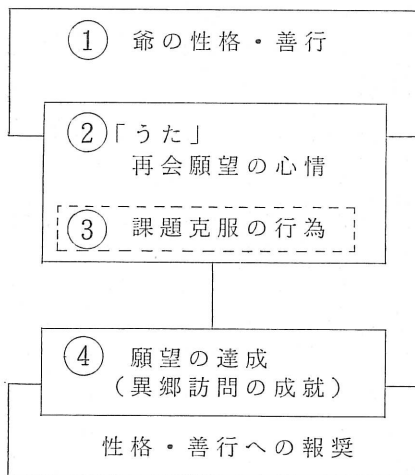 ① 爺の性格・善行
②「うた」
再会願望の心情
③ 課題克服の行為
④ 願望の達成
（異郷訪問の成就）
性格・善行への報奨